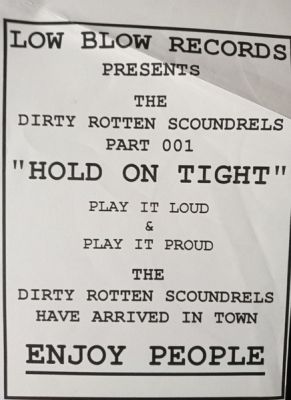 LOW BLOW RECORDS
PRESENTS
THE
DIRTY ROTTEN SCOUNDRELS
PART 001
"HOLD ON TIGHT"
PLAY IT LOUD
&
PLAY IT PROUD
THE
DIRTY ROTTEN SCOUNDRELS
HAVE ARRIVED IN TOWN
ENJOY PEOPLE